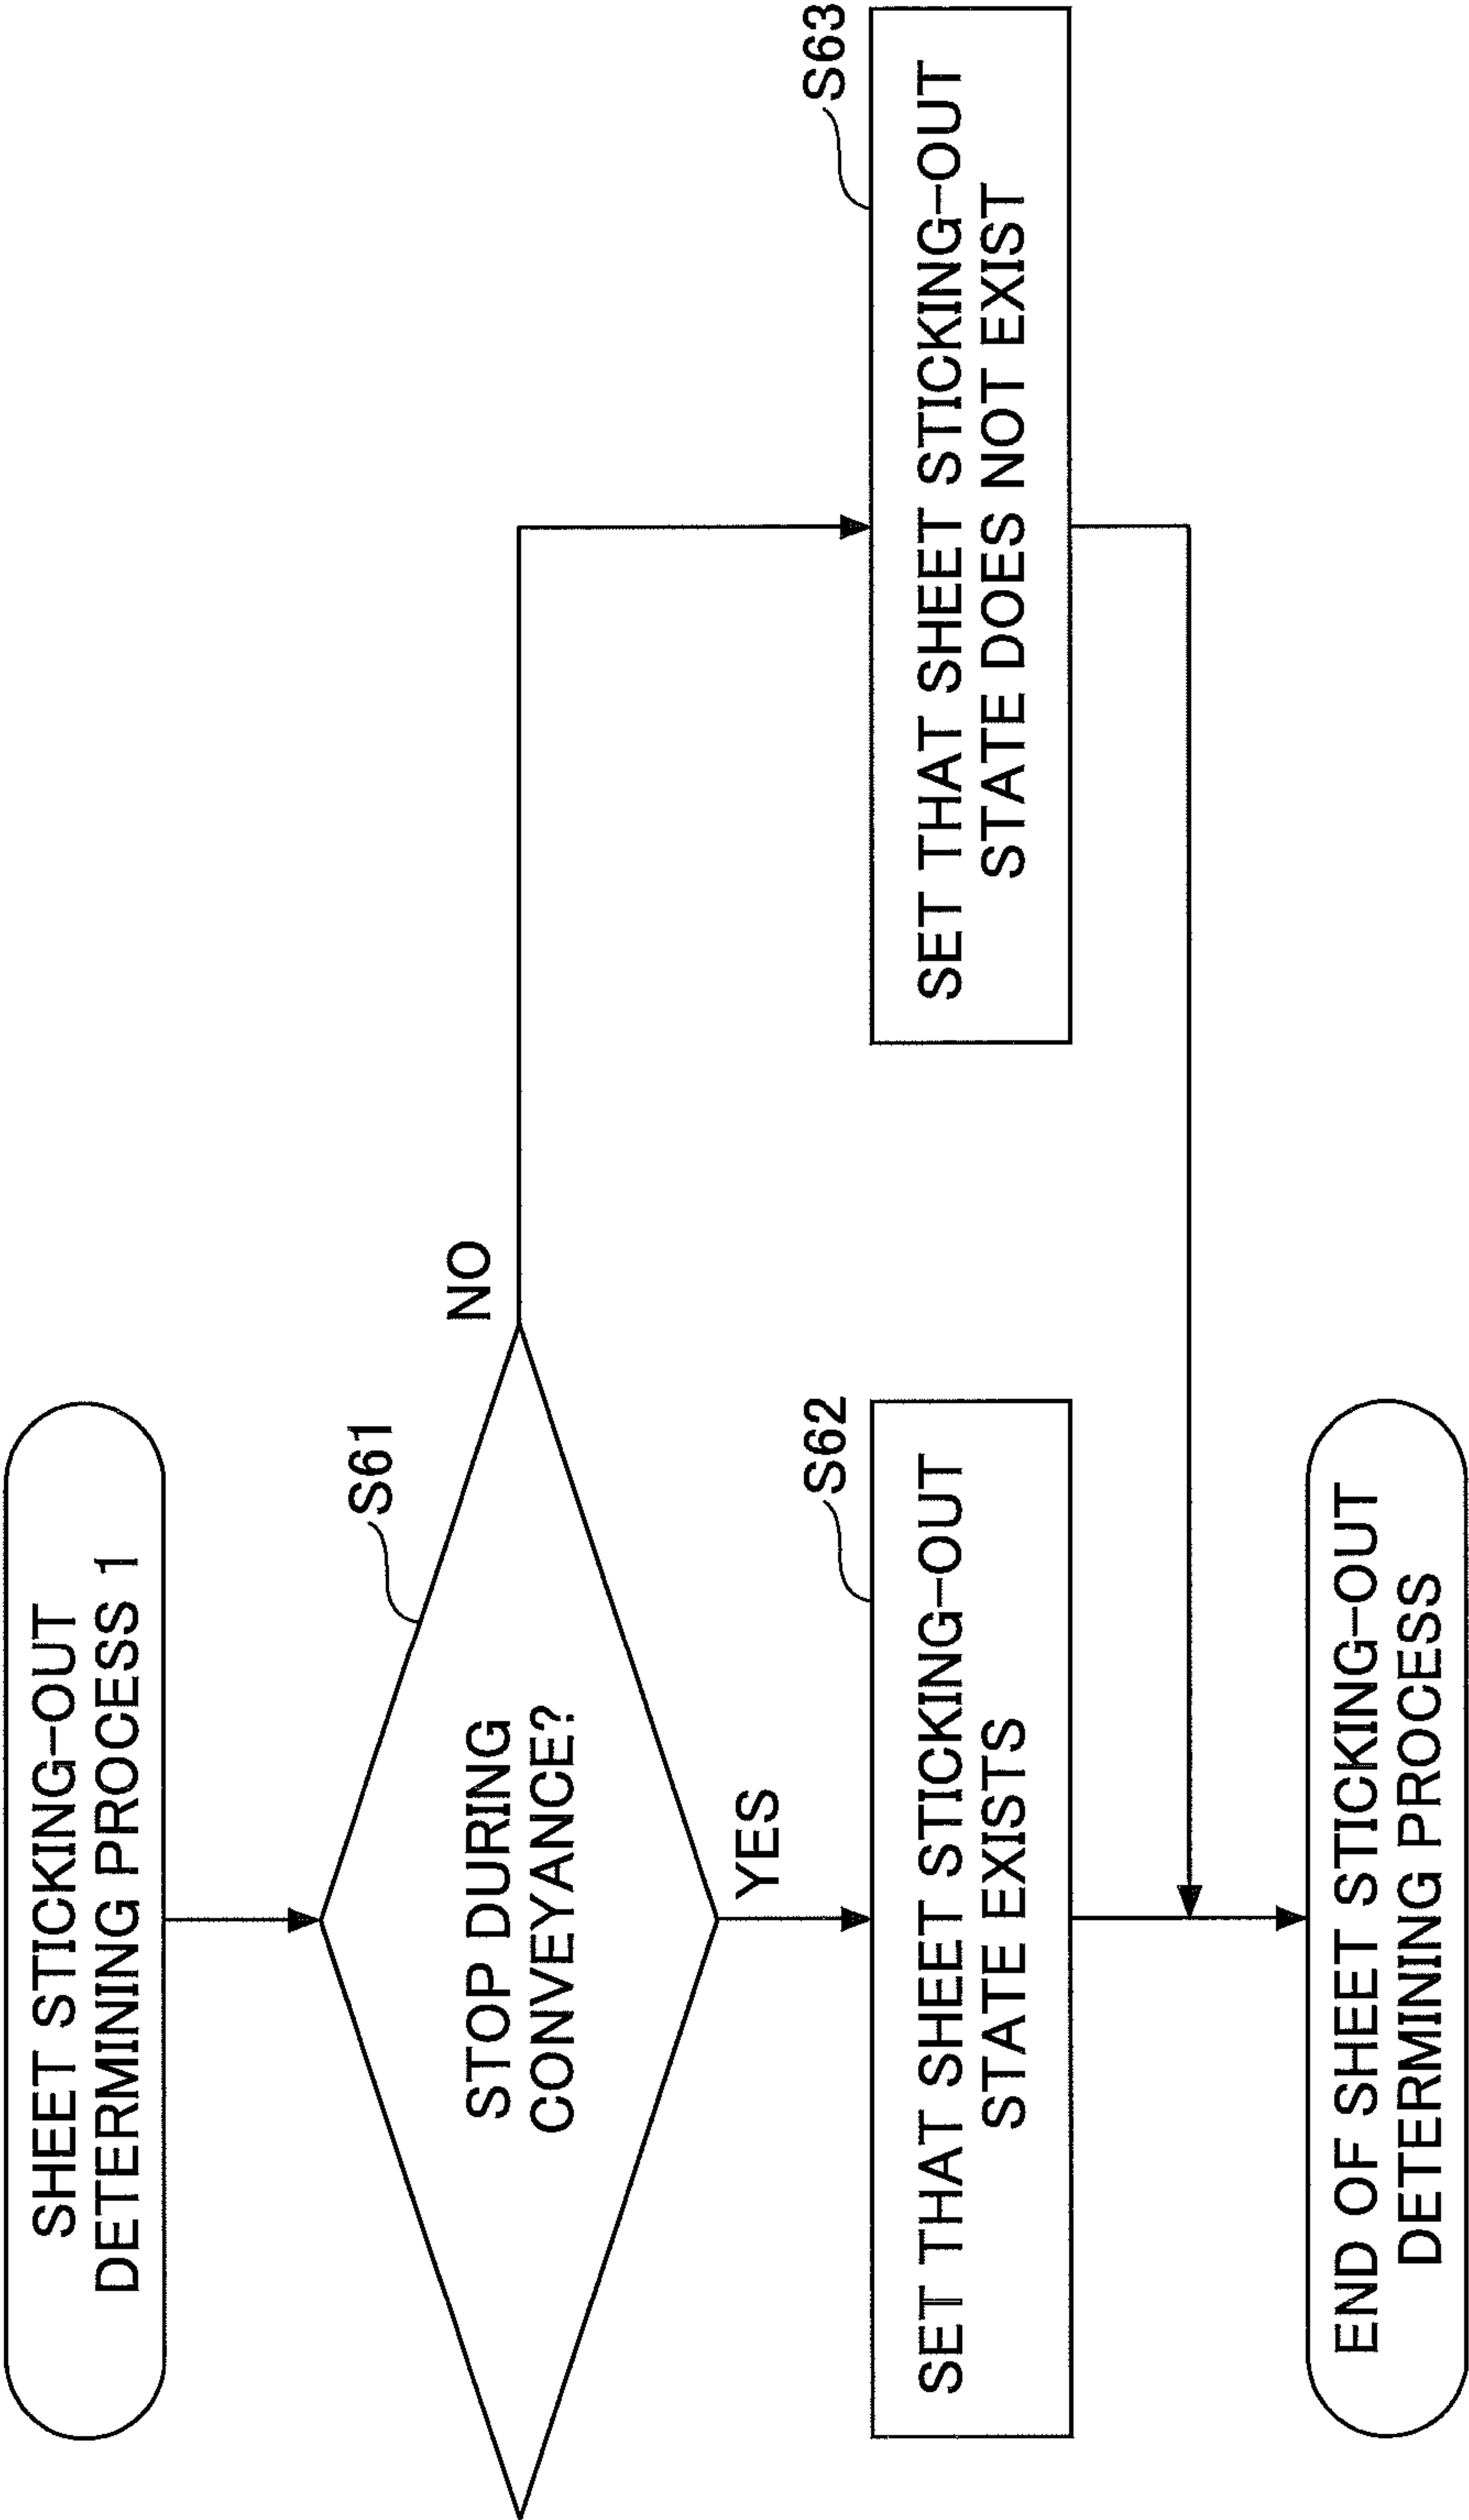 SHEET STICKING-OUT
DETERMINING PROCESS 1
S61
STOP DURING
CONVEYANCE?
NO
YES
S62
SET THAT SHEET STICKING-OUT
STATE EXISTS
S63
SET THAT SHEET STICKING-OUT
STATE DOES NOT EXIST
END OF SHEET STICKING-OUT
DETERMINING PROCESS